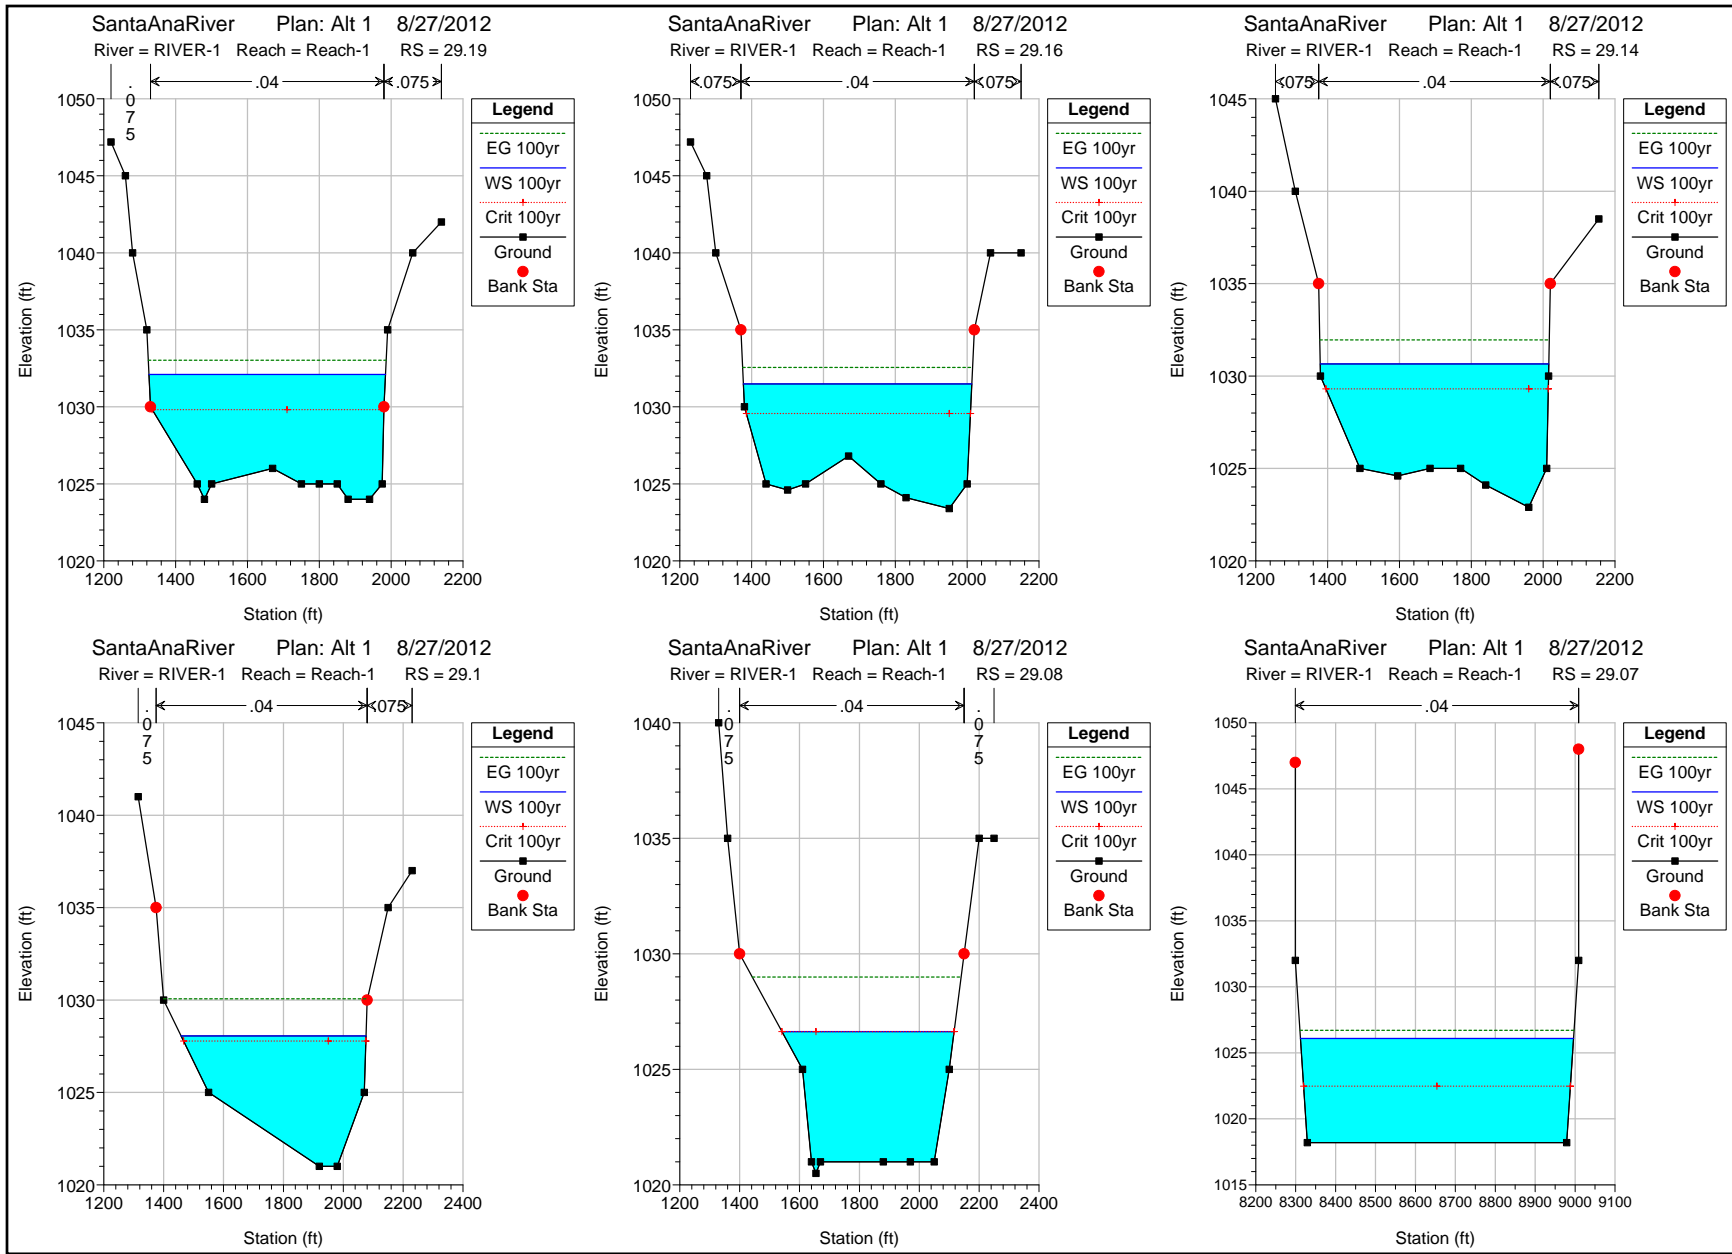 SantaAnaRiver Plan: Alt 1 8/27/2012
River = RIVER-1 Reach = Reach-1 RS = 29.19
.075 .04 .075
1050
1045
1040
1035
1030
1025
1020
1200 1400 1600 1800 2000 2200
Station (ft)
Elevation (ft)
Legend
EG 100yr
WS 100yr
Crit 100yr
Ground
Bank Sta
SantaAnaRiver Plan: Alt 1 8/27/2012
River = RIVER-1 Reach = Reach-1 RS = 29.16
.075 .04 .075
1050
1045
1040
1035
1030
1025
1020
1200 1400 1600 1800 2000 2200
Station (ft)
Elevation (ft)
Legend
EG 100yr
WS 100yr
Crit 100yr
Ground
Bank Sta
SantaAnaRiver Plan: Alt 1 8/27/2012
River = RIVER-1 Reach = Reach-1 RS = 29.14
.075 .04 .075
1045
1040
1035
1030
1025
1020
1200 1400 1600 1800 2000 2200
Station (ft)
Elevation (ft)
Legend
EG 100yr
WS 100yr
Crit 100yr
Ground
Bank Sta
SantaAnaRiver Plan: Alt 1 8/27/2012
River = RIVER-1 Reach = Reach-1 RS = 29.1
.075 .04 .075
1045
1040
1035
1030
1025
1020
1200 1400 1600 1800 2000 2200 2400
Station (ft)
Elevation (ft)
Legend
EG 100yr
WS 100yr
Crit 100yr
Ground
Bank Sta
SantaAnaRiver Plan: Alt 1 8/27/2012
River = RIVER-1 Reach = Reach-1 RS = 29.08
.075 .04 .075
1040
1035
1030
1025
1020
1200 1400 1600 1800 2000 2200 2400
Station (ft)
Elevation (ft)
Legend
EG 100yr
WS 100yr
Crit 100yr
Ground
Bank Sta
SantaAnaRiver Plan: Alt 1 8/27/2012
River = RIVER-1 Reach = Reach-1 RS = 29.07
.04
1050
1045
1040
1035
1030
1025
1020
1015
8200 8300 8400 8500 8600 8700 8800 8900 9000 9100
Station (ft)
Elevation (ft)
Legend
EG 100yr
WS 100yr
Crit 100yr
Ground
Bank Sta